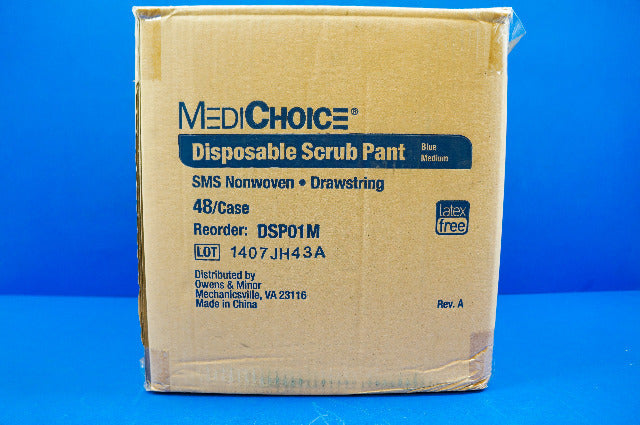 MEDICHOICE®
Disposable Scrub Pant Blue Medium
SMS Nonwoven • Drawstring
48/Case
latex free
Reorder: DSP01M
LOT 1407JH43A
Distributed by
Owens & Minor
Mechanicsville, VA 23116
Made in China
Rev. A